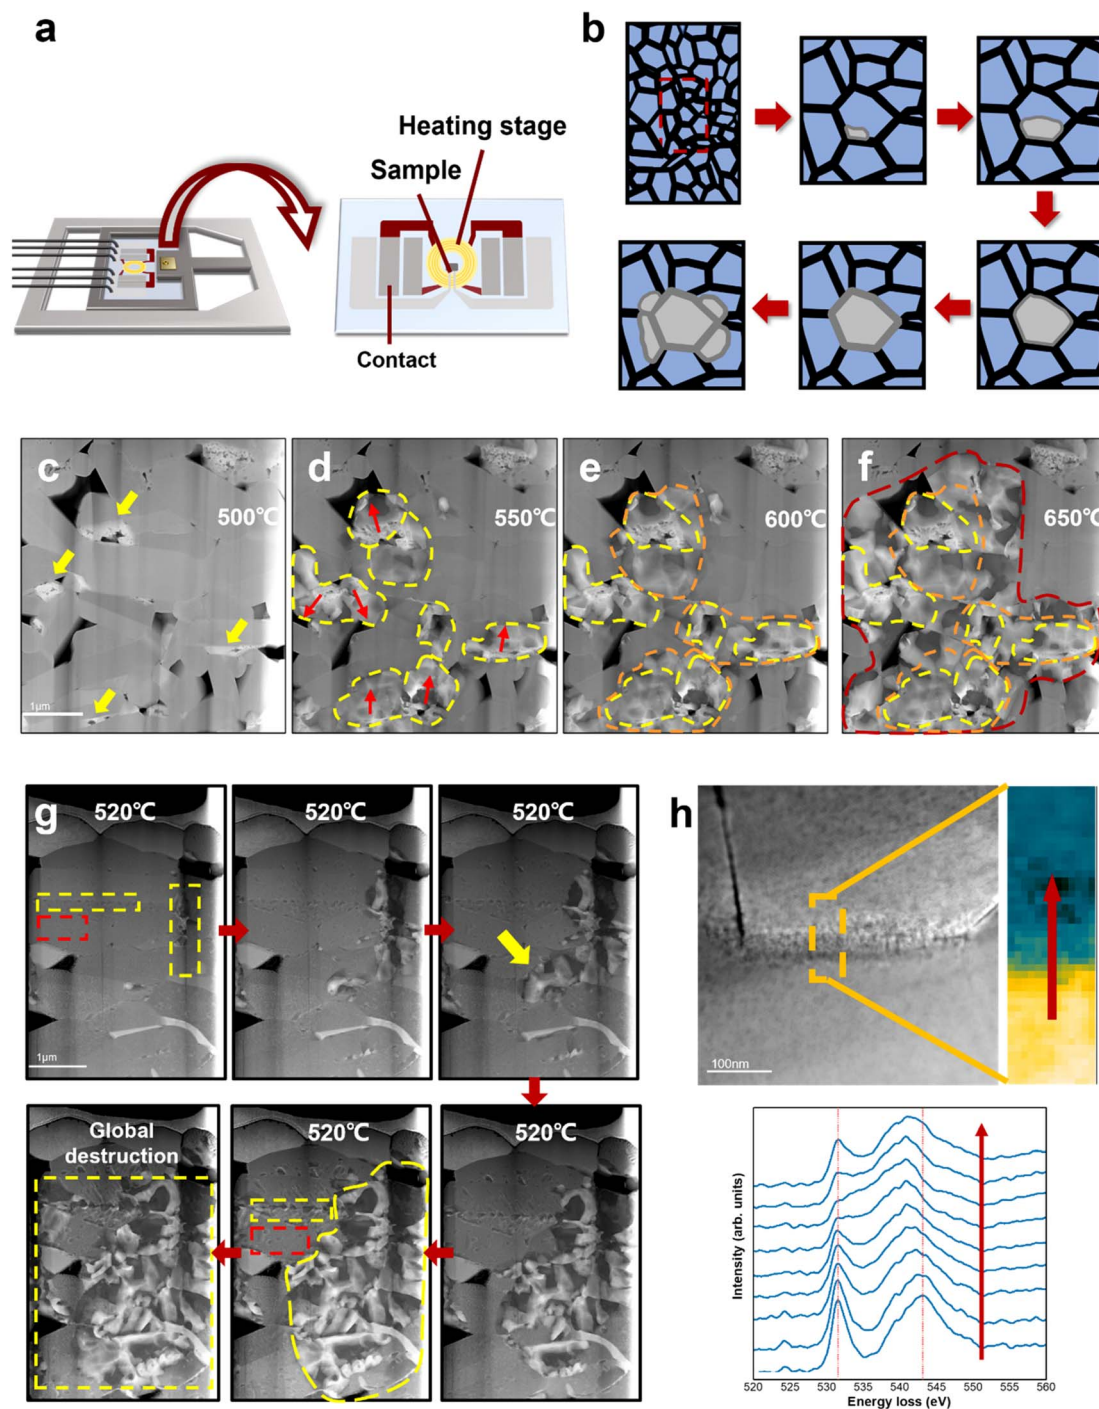 a
Heating stage
Sample
Contact
b
c
500℃
1μm
d
550℃
e
600℃
f
650℃
g
520℃
520℃
520℃
1μm
Global
destruction
520℃
520℃
h
100nm
Intensity (arb. units)
520 525 530 535 540 545 550 555 560
Energy loss (eV)